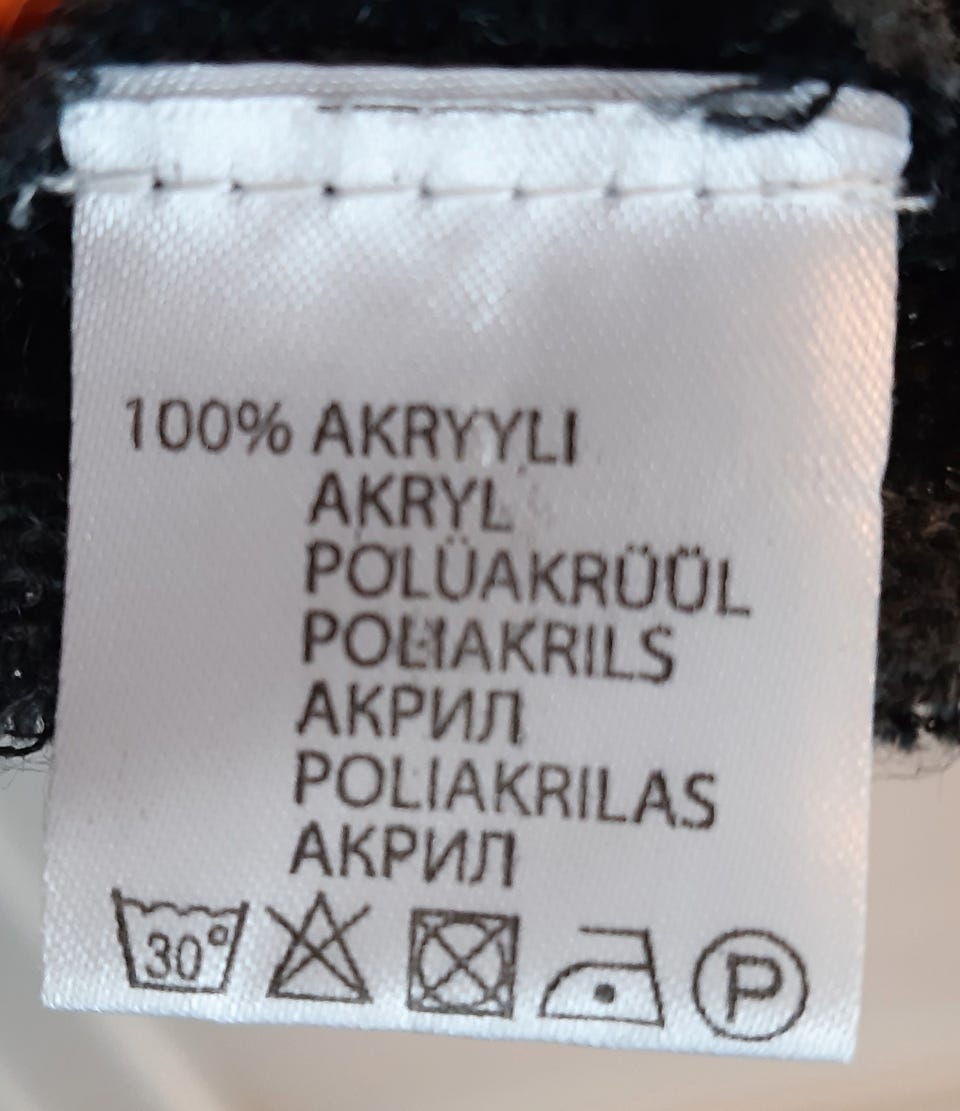 100% AKRYYLI
AKRYL
POLÜAKRÜÜL
POLIAKRILS
АКРИЛ
POLIAKRILAS
АКРИЛ
30°
P